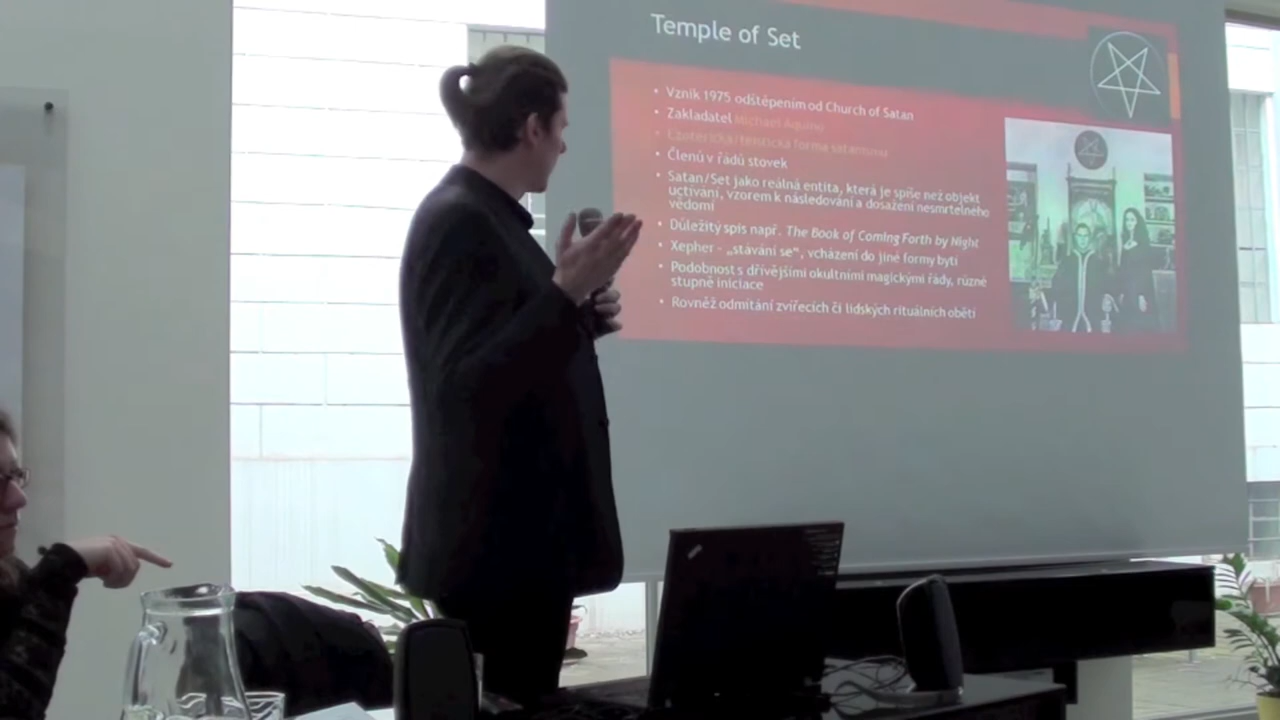 Temple of Set
• Vznik 1975 odštěpením od Church of Satan
• Zakladatel Michael Aquino
• Ezoterická/teistická forma satanismu
• Členů v řádů stovek
• Satan/Set jako reálná entita, která je spíše než objekt
uctívání, vzorem k následování a dosažení nesmrtelného
vědomí
• Důležitý spis např. The Book of Coming Forth by Night
• Xepher - „stávání se“, vcházení do jiné formy bytí
• Podobnost s dřívějšími okultními magickými řády, různé
stupně iniciace
• Rovněž odmítání zvířecích či lidských rituálních obětí